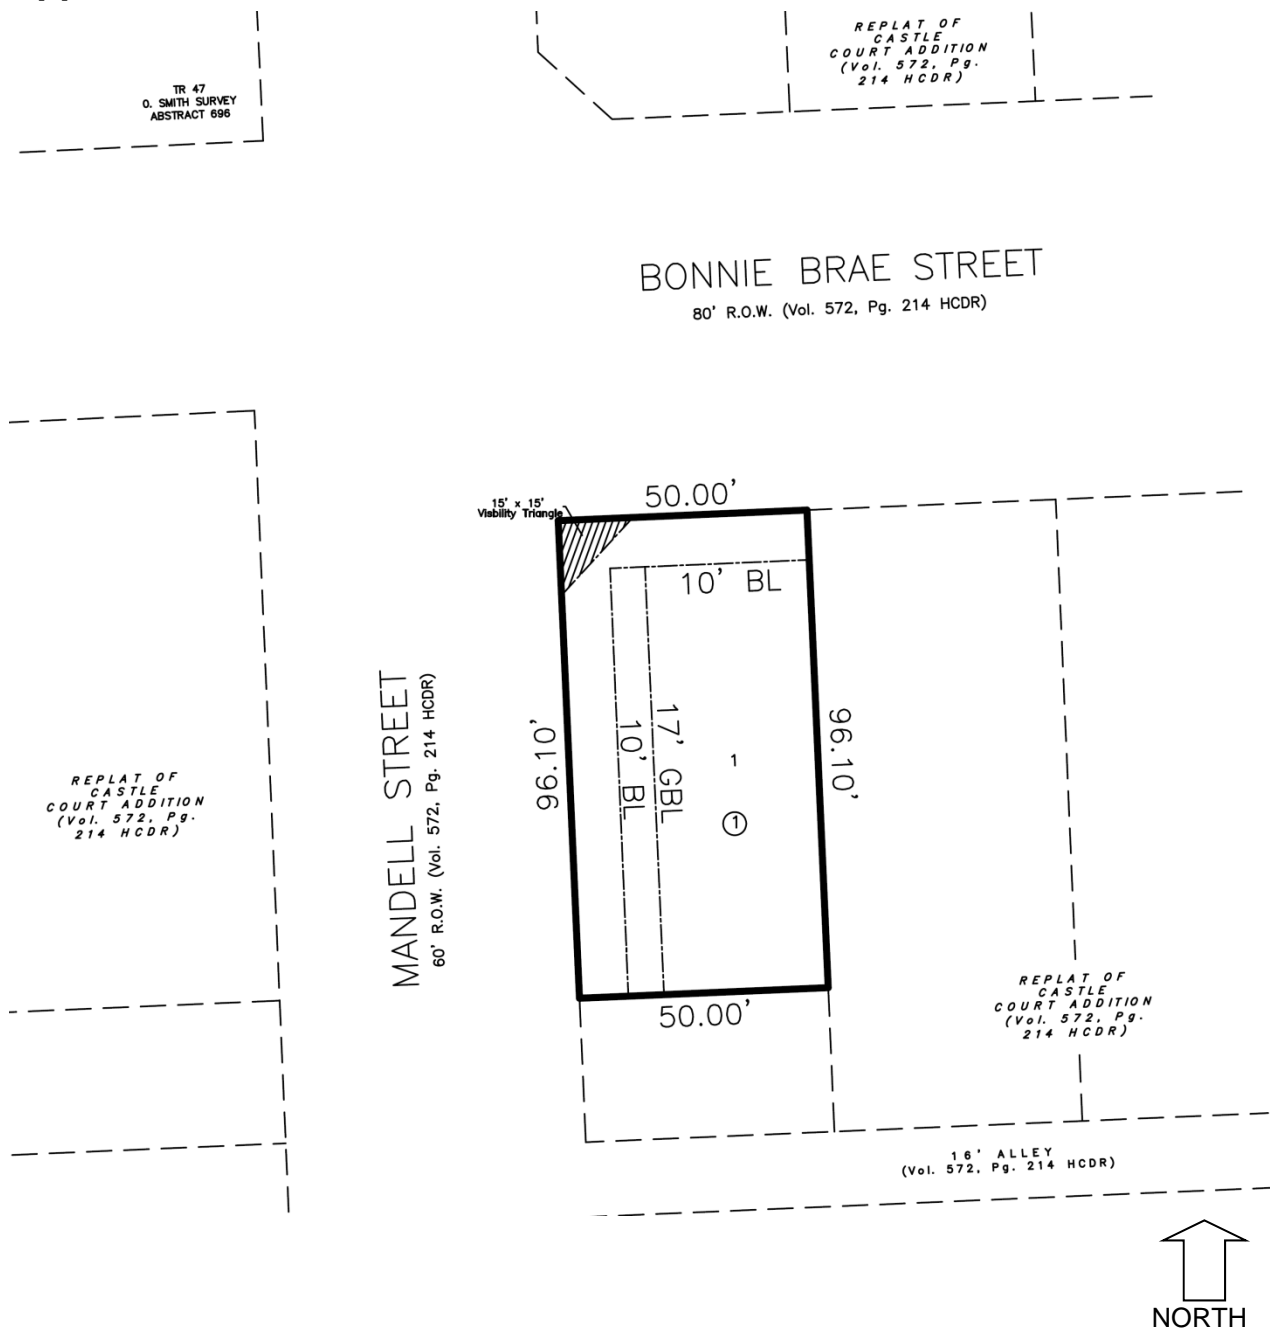 REPLAT OF
CASTLE
COURT ADDITION
(Vol. 572, Pg.
214 HCDR)
TR 47
O. SMITH SURVEY
ABSTRACT 696
BONNIE BRAE STREET
80' R.O.W. (Vol. 572, Pg. 214 HCDR)
15' x 15'
Visbility Triangle
50.00'
10' BL
MANDELL STREET
60' R.O.W. (Vol. 572, Pg. 214 HCDR)
96.10'
10' BL
17' GBL
1
1
96.10'
REPLAT OF
CASTLE
COURT ADDITION
(Vol. 572, Pg.
214 HCDR)
50.00'
REPLAT OF
CASTLE
COURT ADDITION
(Vol. 572, Pg.
214 HCDR)
16' ALLEY
(Vol. 572, Pg. 214 HCDR)
NORTH